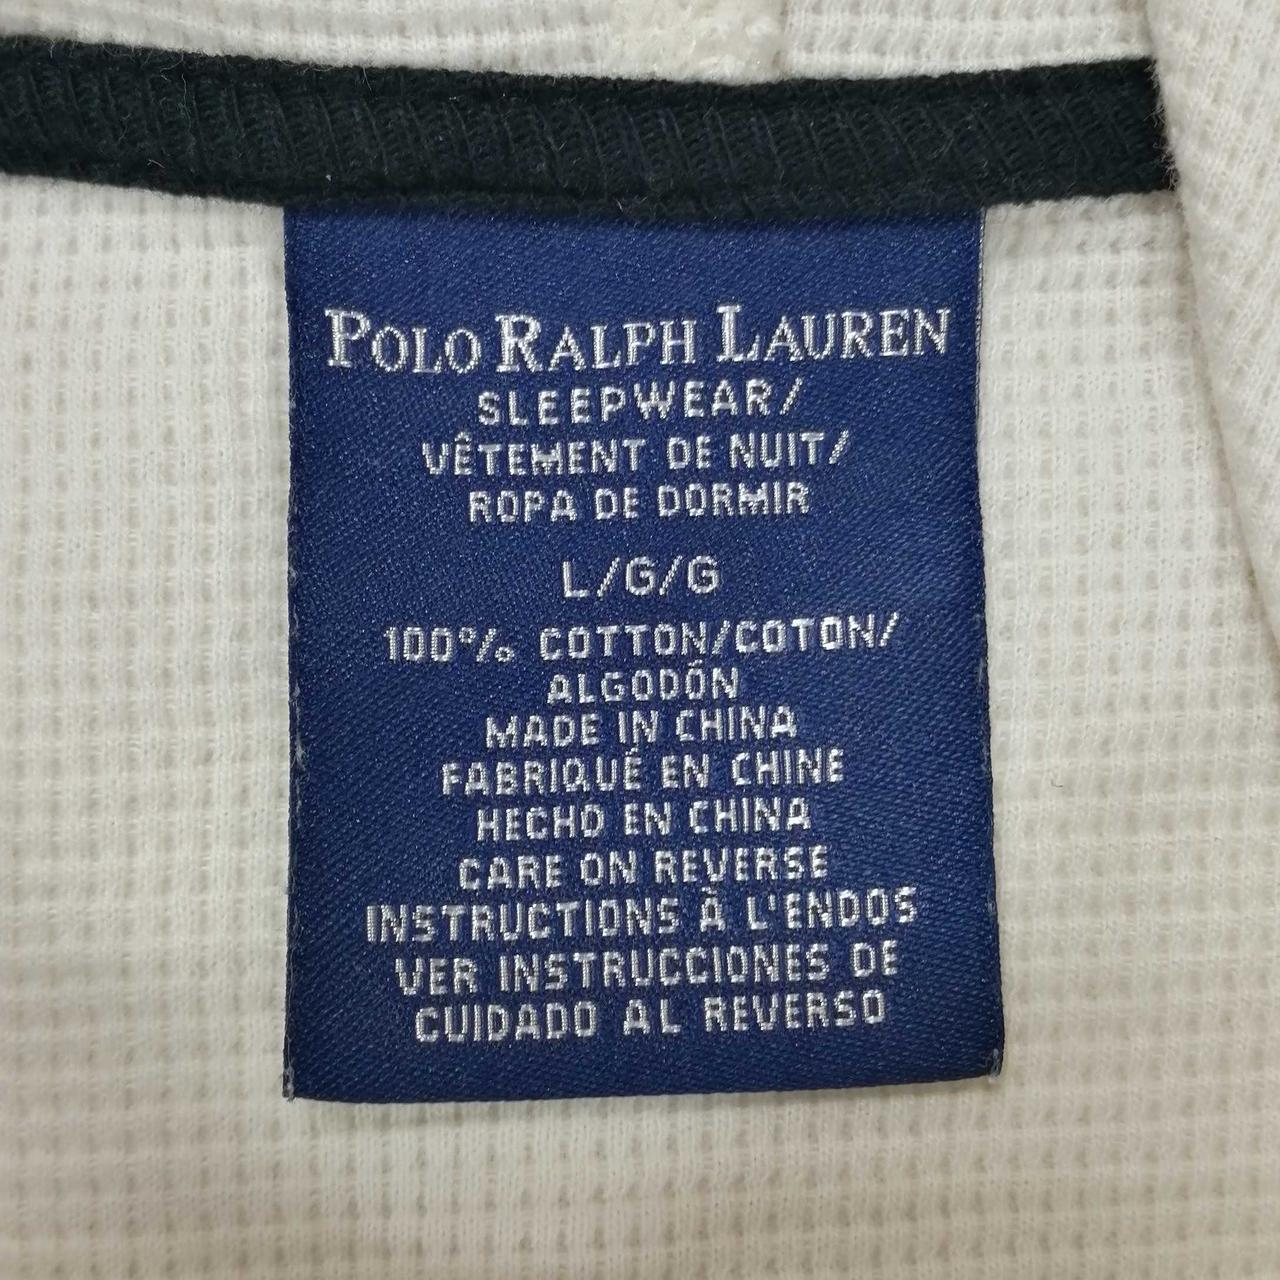 POLO RALPH LAUREN
SLEEPWEAR/
VÊTEMENT DE NUIT/
ROPA DE DORMIR
L/G/G
100% COTTON/COTON/
ALGODÓN
MADE IN CHINA
FABRIQUÉ EN CHINE
HECHO EN CHINA
CARE ON REVERSE
INSTRUCTIONS À L'ENDOS
VER INSTRUCCIONES DE
CUIDADO AL REVERSO